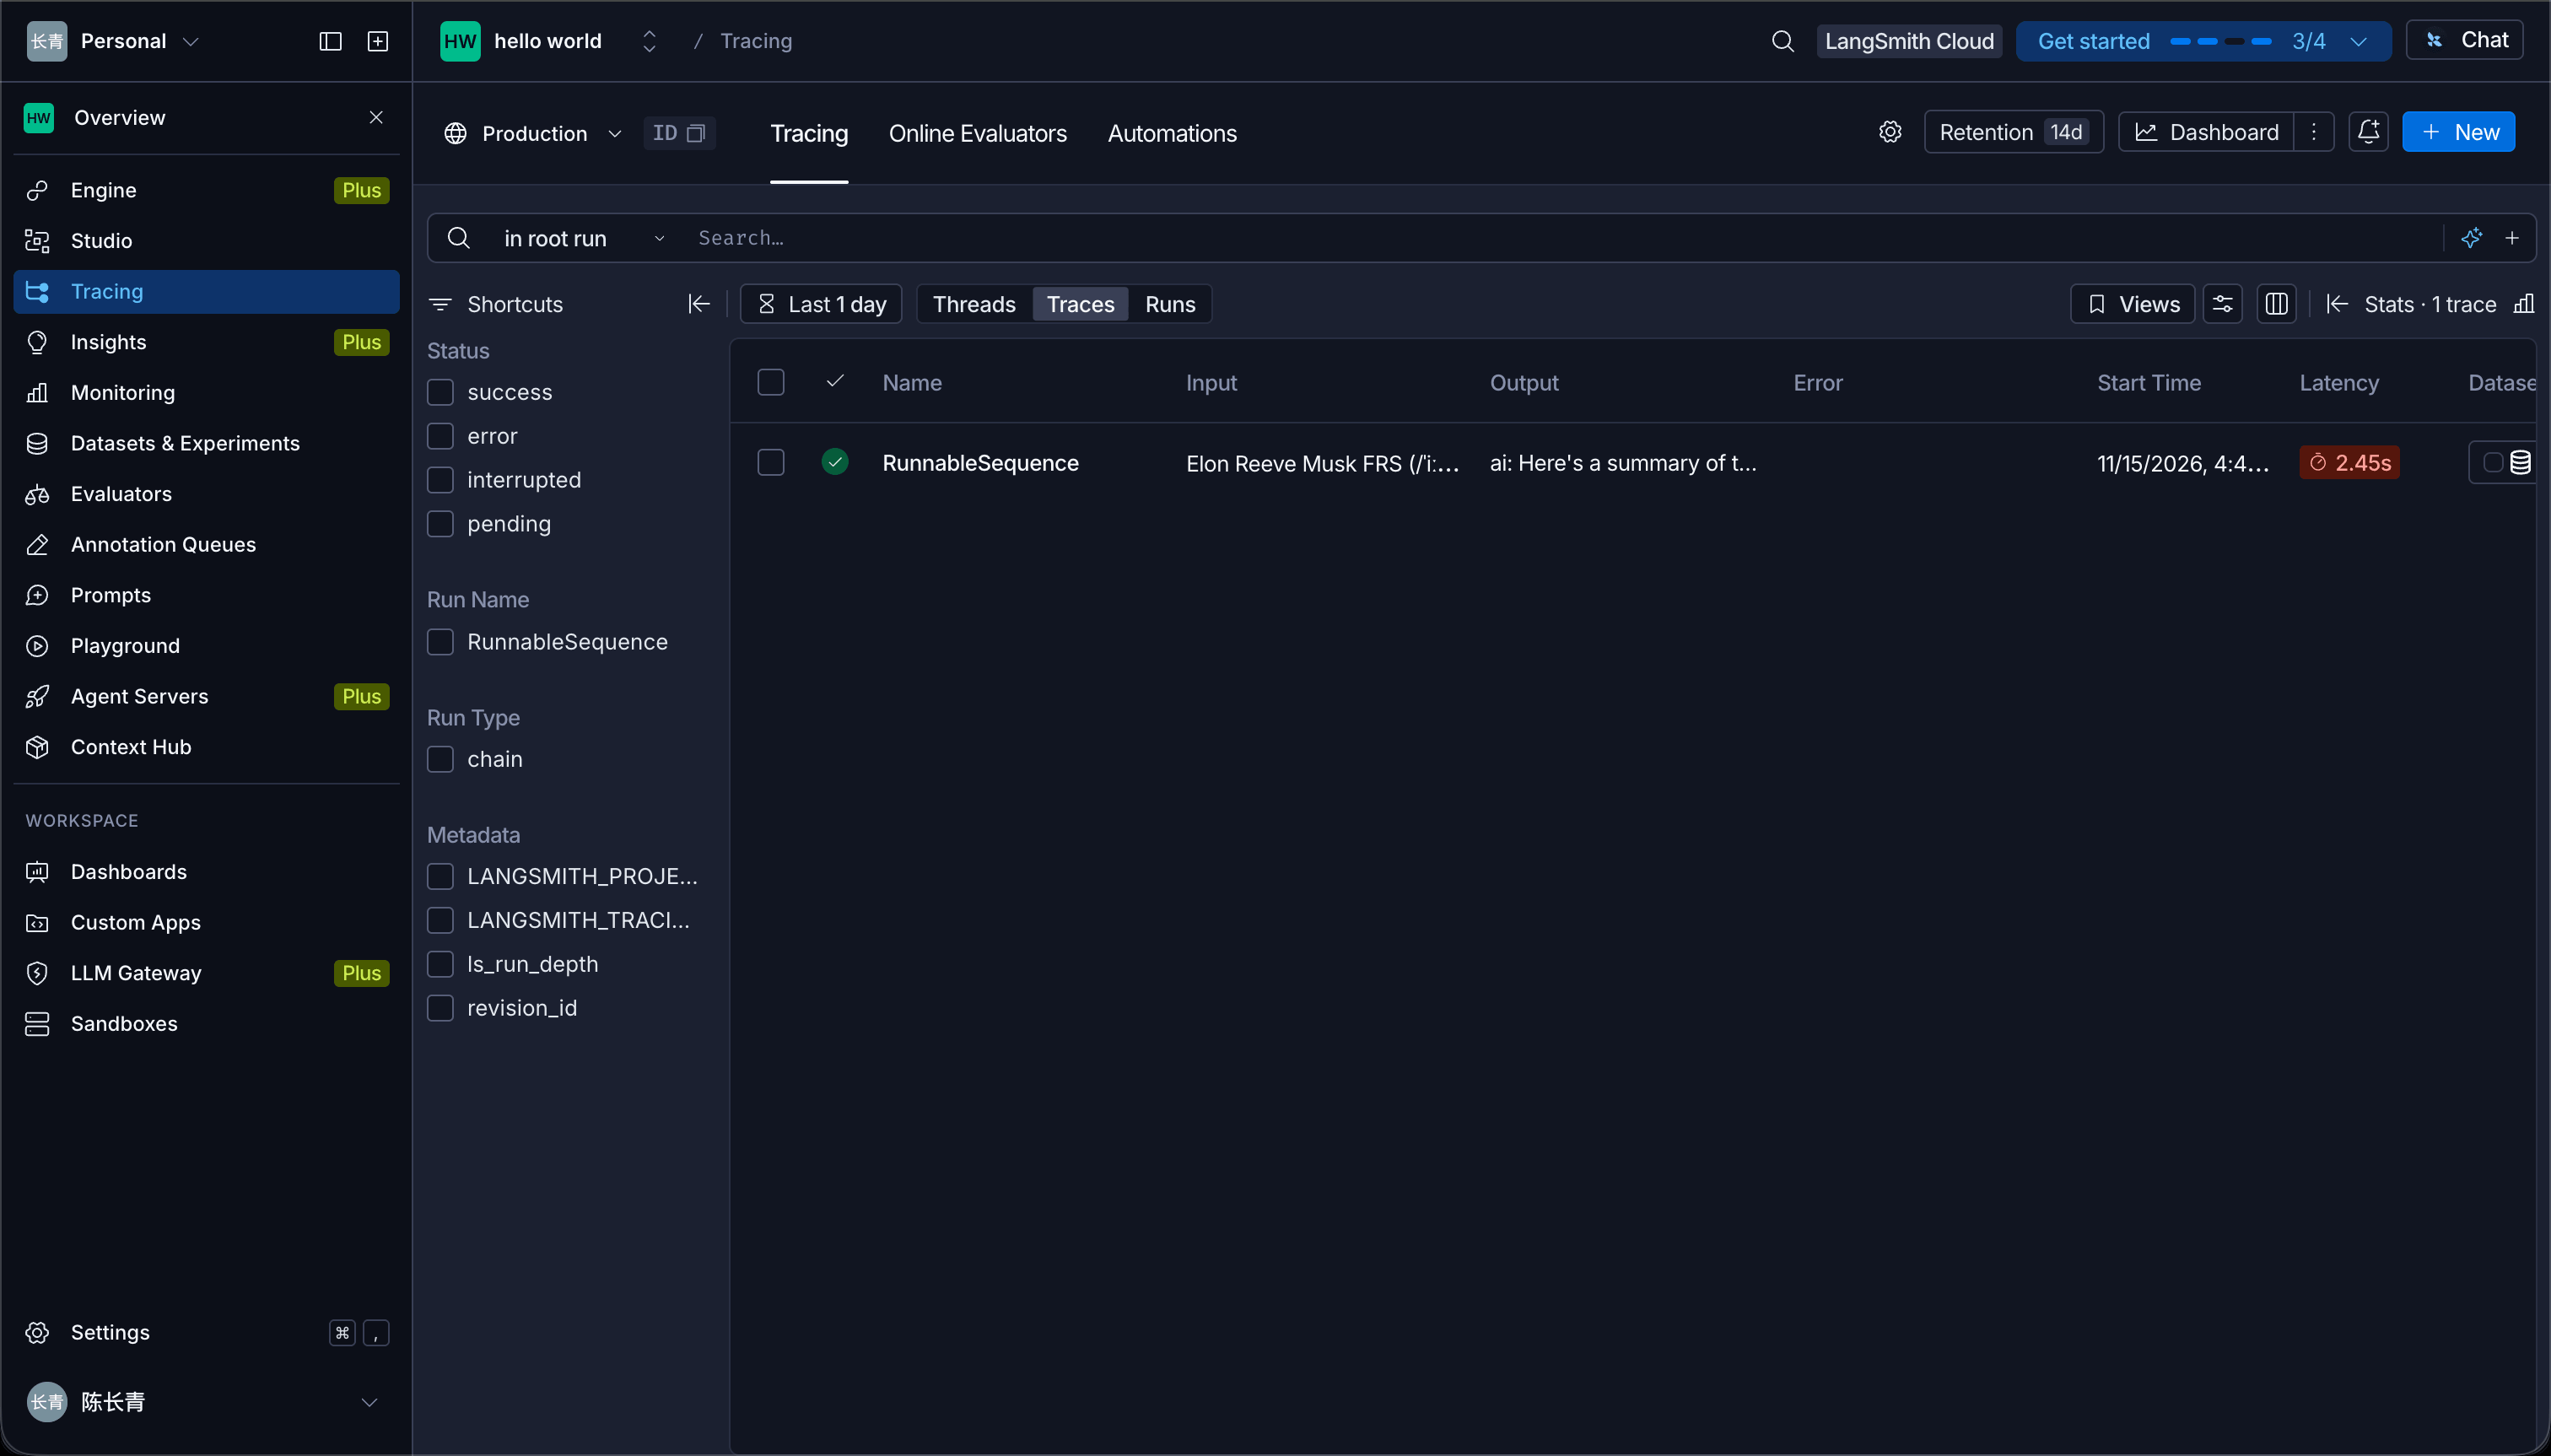 长青 Personal
HW hello world / Tracing
LangSmith Cloud
Get started 3/4
Chat
HW Overview
Engine Plus
Studio
Tracing
Insights Plus
Monitoring
Datasets & Experiments
Evaluators
Annotation Queues
Prompts
Playground
Agent Servers Plus
Context Hub
WORKSPACE
Dashboards
Custom Apps
LLM Gateway Plus
Sandboxes
Settings ⌘ ,
长青 陈长青
Production ID
Tracing Online Evaluators Automations
Retention 14d Dashboard New
in root run Search…
Shortcuts
Last 1 day Threads Traces Runs
Views Stats · 1 trace
Status
success
error
interrupted
pending
Run Name
RunnableSequence
Run Type
chain
Metadata
LANGSMITH_PROJE...
LANGSMITH_TRACI...
ls_run_depth
revision_id
Name Input Output Error Start Time Latency Datase
RunnableSequence Elon Reeve Musk FRS (/ˈiː... ai: Here's a summary of t... 11/15/2026, 4:4... 2.45s